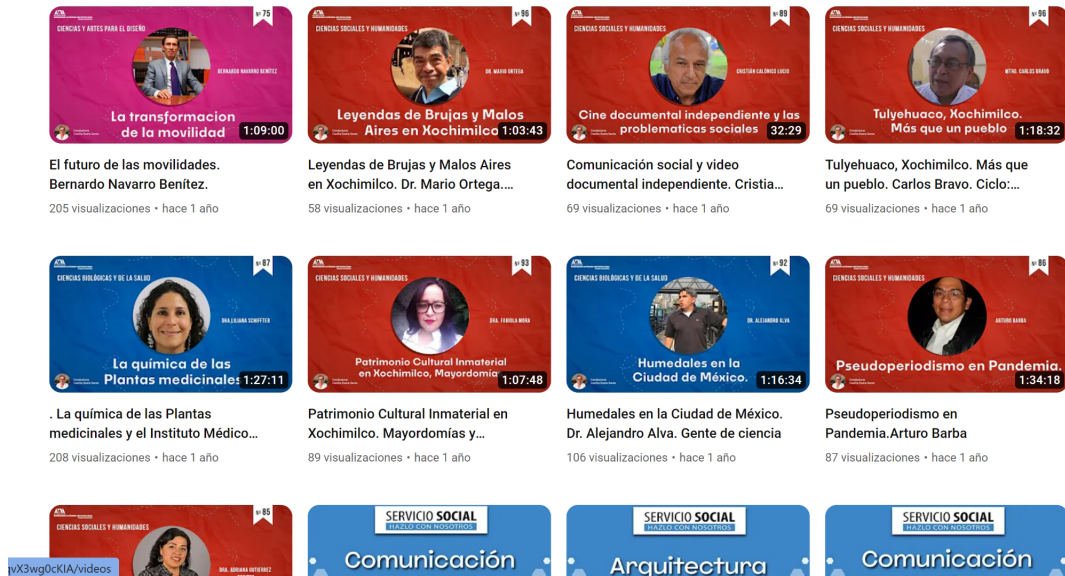 Nº 75
CIENCIAS Y ARTES PARA EL DISEÑO
BERNARDO NAVARRO BENÍTEZ
La transformacion
de la movilidad
1:09:00
El futuro de las movilidades.
Bernardo Navarro Benítez.
205 visualizaciones • hace 1 año
Nº 96
CIENCIAS SOCIALES Y HUMANIDADES
DR. MARIO ORTEGA
Leyendas de Brujas y Malos
Aires en Xochimilco
1:03:43
Leyendas de Brujas y Malos Aires
en Xochimilco. Dr. Mario Ortega....
58 visualizaciones • hace 1 año
Nº 89
CIENCIAS SOCIALES Y HUMANIDADES
CRISTIÁN CALÓNICO LUCIO
Cine documental independiente y las
problematicas sociales
32:29
Comunicación social y video
documental independiente. Cristia...
69 visualizaciones • hace 1 año
Nº 96
CIENCIAS SOCIALES Y HUMANIDADES
MTRO. CARLOS BRAVO
Tulyehuaco, Xochimilco.
Más que un pueblo
1:18:32
Tulyehuaco, Xochimilco. Más que
un pueblo. Carlos Bravo. Ciclo:...
69 visualizaciones • hace 1 año
Nº 87
CIENCIAS BIOLÓGICAS Y DE LA SALUD
DRA. LILIANA SCHIFTER
La química de las
Plantas medicinales
1:27:11
. La química de las Plantas
medicinales y el Instituto Médico...
208 visualizaciones • hace 1 año
Nº 93
CIENCIAS SOCIALES Y HUMANIDADES
DRA. FABIOLA MORA
Patrimonio Cultural Inmaterial
en Xochimilco, Mayordomías
1:07:48
Patrimonio Cultural Inmaterial en
Xochimilco. Mayordomías y...
89 visualizaciones • hace 1 año
Nº 92
CIENCIAS BIOLÓGICAS Y DE LA SALUD
DR. ALEJANDRO ALVA
Humedales en la
Ciudad de México.
1:16:34
Humedales en la Ciudad de México.
Dr. Alejandro Alva. Gente de ciencia
106 visualizaciones • hace 1 año
Nº 86
CIENCIAS SOCIALES Y HUMANIDADES
ARTURO BARBA
Pseudoperiodismo en Pandemia.
1:34:18
Pseudoperiodismo en
Pandemia.Arturo Barba
87 visualizaciones • hace 1 año
Nº 85
CIENCIAS SOCIALES Y HUMANIDADES
DRA. ADRIANA GUTIERREZ
SERVICIO SOCIAL
HAZLO CON NOSOTROS
Comunicación
SERVICIO SOCIAL
HAZLO CON NOSOTROS
Arquitectura
SERVICIO SOCIAL
HAZLO CON NOSOTROS
Comunicación
vX3wg0cKIA/videos